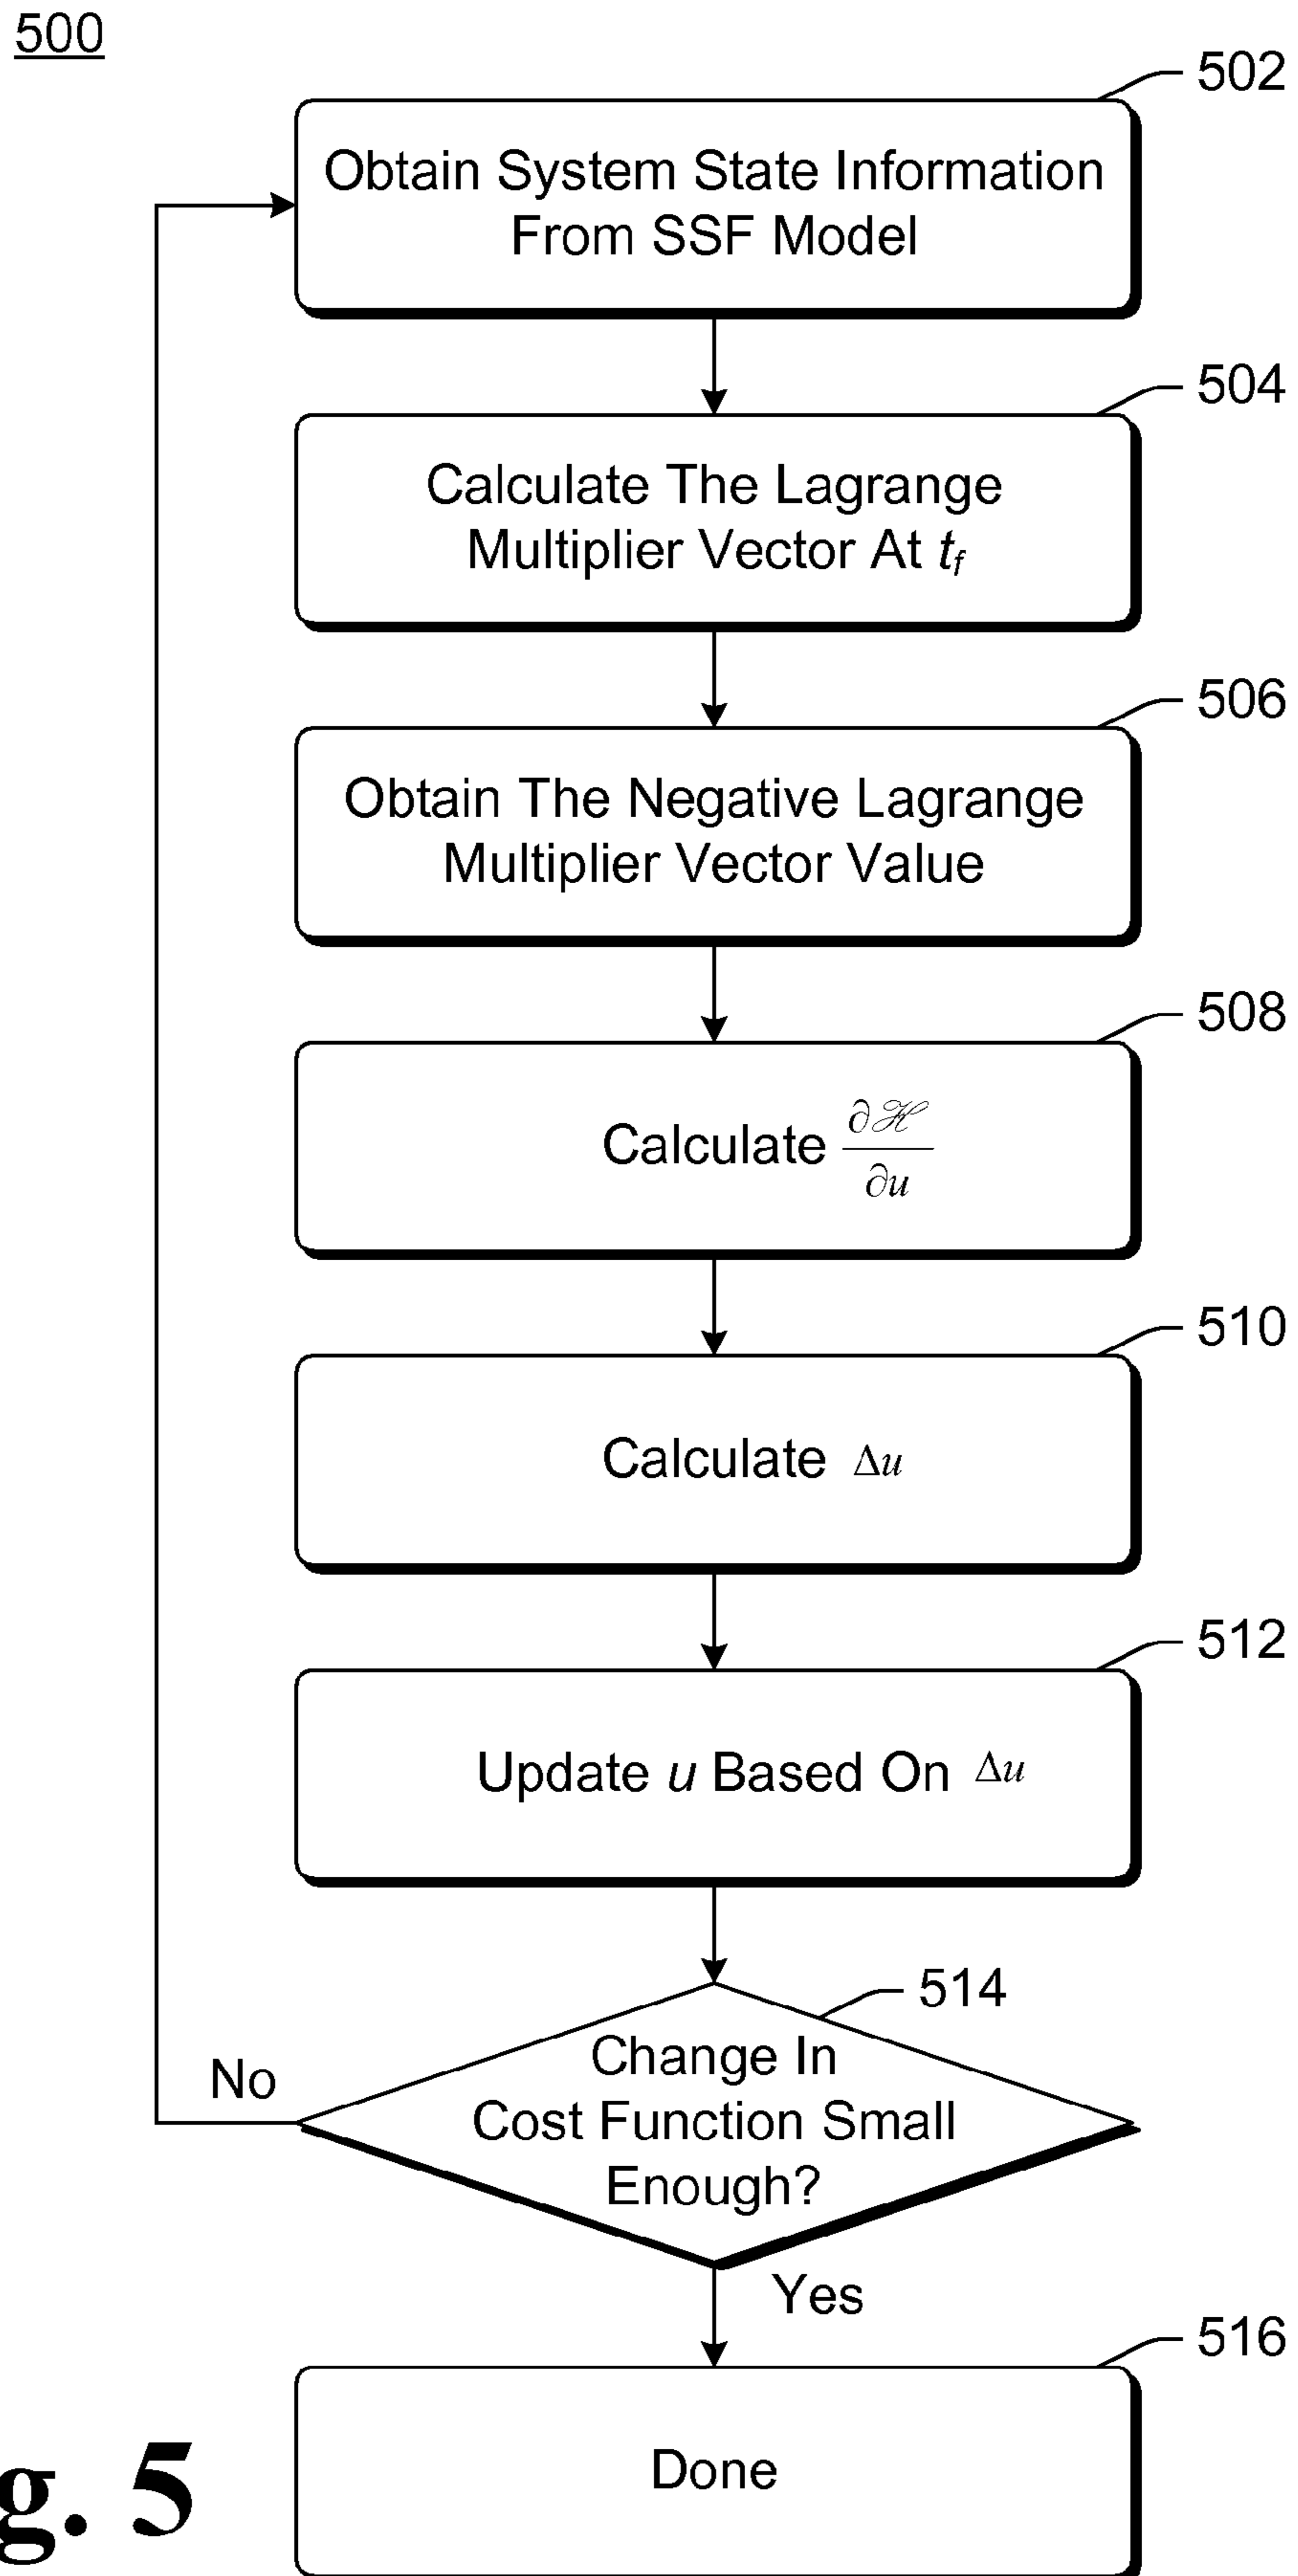 500
502
Obtain System State Information
From SSF Model
504
Calculate The Lagrange
Multiplier Vector At t_f
506
Obtain The Negative Lagrange
Multiplier Vector Value
508
Calculate ∂ℋ/∂u
510
Calculate Δu
512
Update u Based On Δu
514
Change In
Cost Function Small
Enough?
No
Yes
516
Done
g. 5